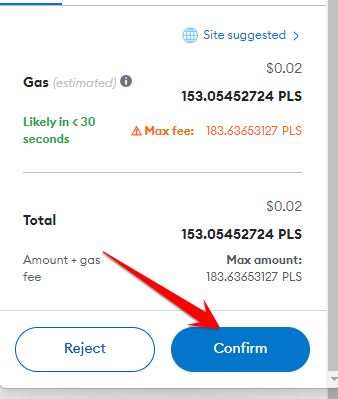 Site suggested >
$0.02
Gas (estimated) 153.05452724 PLS
Likely in < 30 seconds
Max fee: 183.63653127 PLS
$0.02
Total 153.05452724 PLS
Amount + gas fee
Max amount:
183.63653127 PLS
Reject Confirm